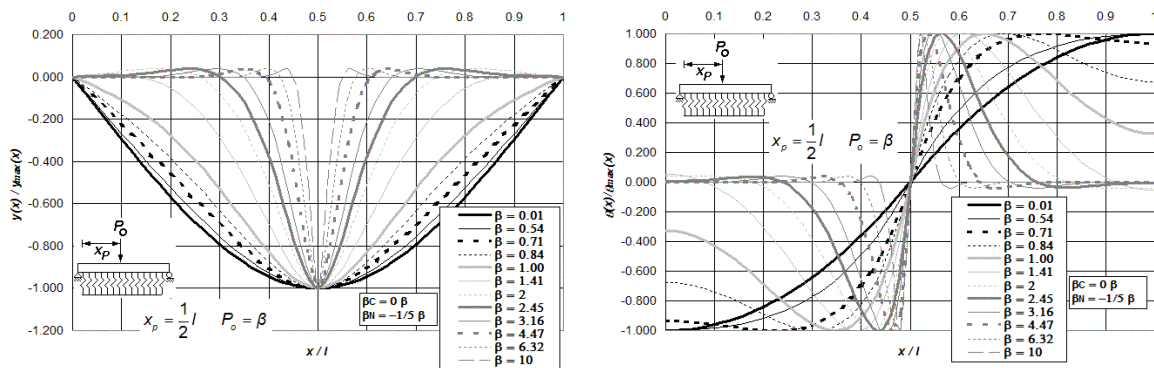 0 0.1 0.2 0.3 0.4 0.5 0.6 0.7 0.8 0.9 1
0.200
0.000
-0.200
-0.400
-0.600
-0.800
-1.000
-1.200
y(x) / ymax(x)
Po
xP
xp = 1/2 l Po = β
x / l
βC = 0 β
βN = −1/5 β
β = 0.01
β = 0.54
β = 0.71
β = 0.84
β = 1.00
β = 1.41
β = 2
β = 2.45
β = 3.16
β = 4.47
β = 6.32
β = 10
0 0.1 0.2 0.3 0.4 0.5 0.6 0.7 0.8 0.9 1
1.000
0.800
0.600
0.400
0.200
0.000
-0.200
-0.400
-0.600
-0.800
-1.000
Po
xP
xp = 1/2 l Po = β
x / l
β = 0.01
β = 0.54
β = 0.71
β = 0.84
β = 1.00
β = 1.41
β = 2
β = 2.45
β = 3.16
β = 4.47
β = 6.32
β = 10
βC = 0 β
βN = −1/5 β